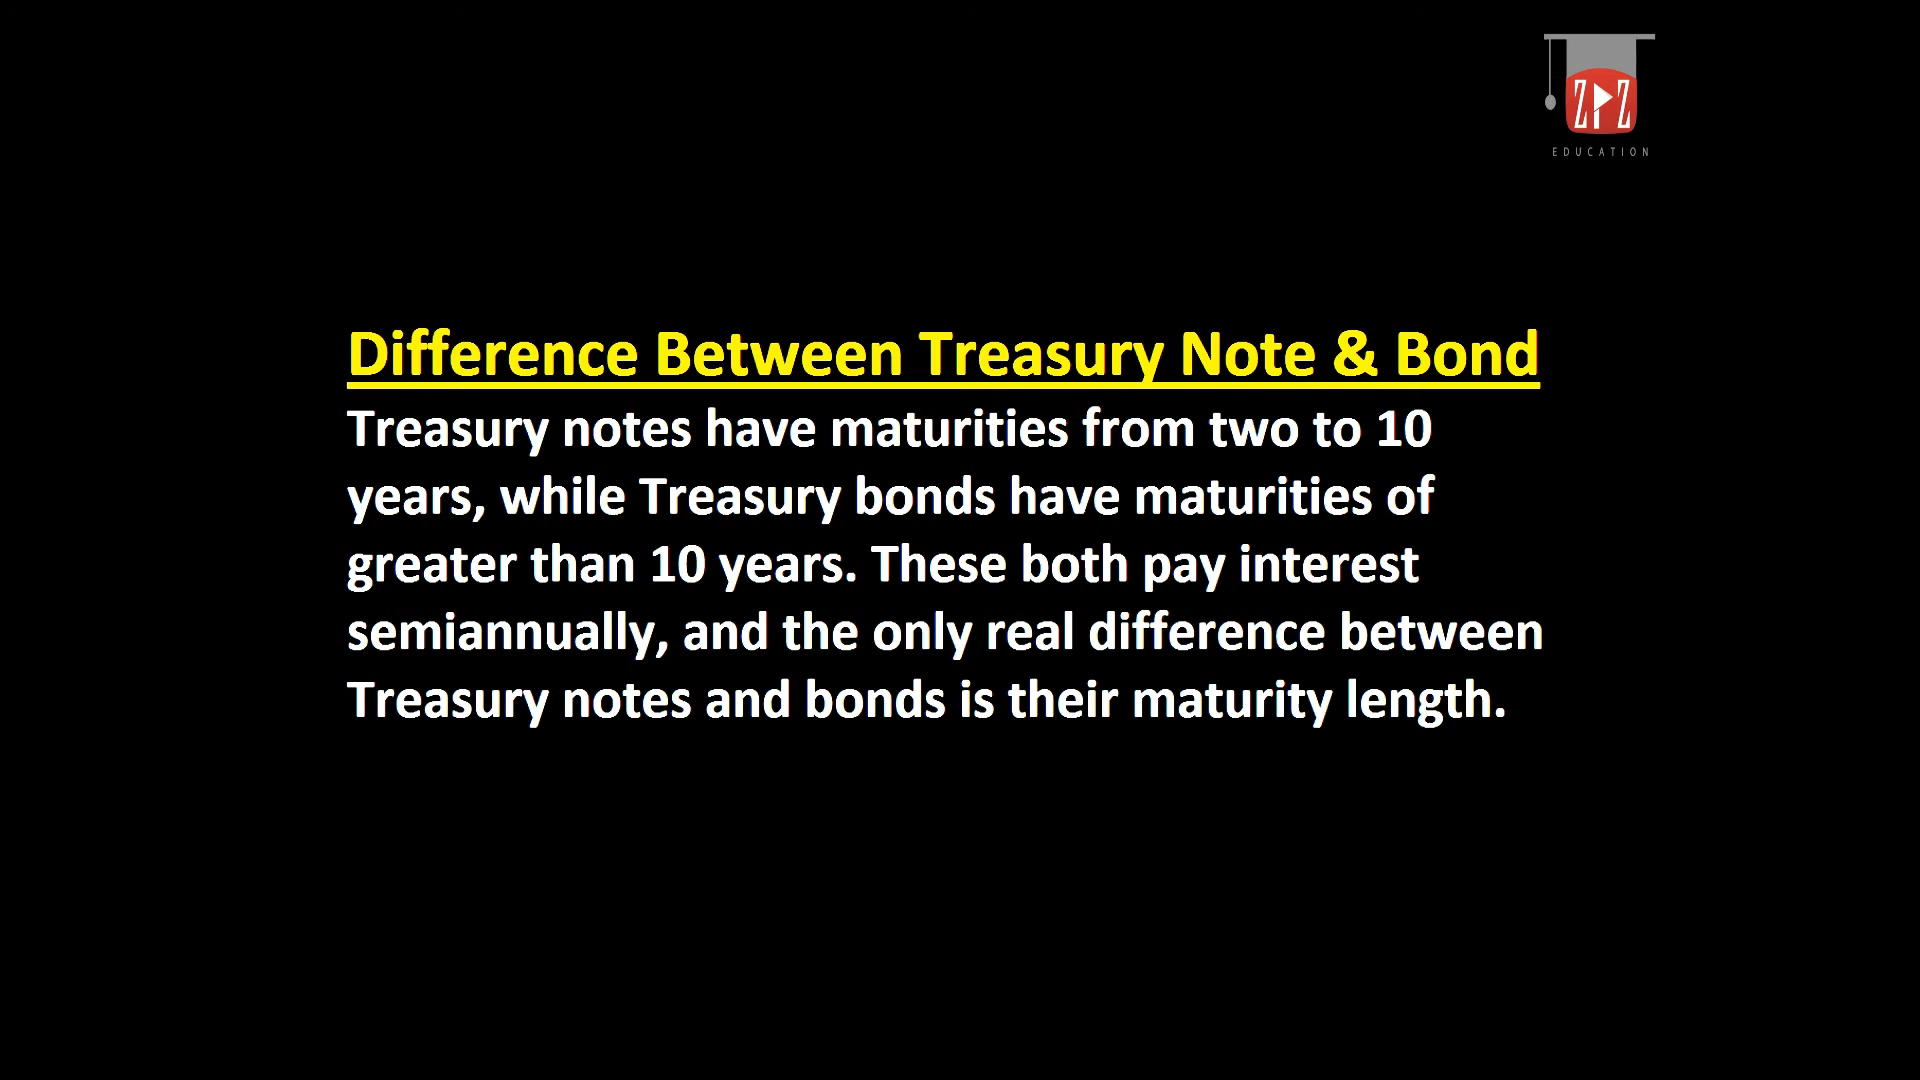 ZPZ
EDUCATION
Difference Between Treasury Note & Bond
Treasury notes have maturities from two to 10
years, while Treasury bonds have maturities of
greater than 10 years. These both pay interest
semiannually, and the only real difference between
Treasury notes and bonds is their maturity length.